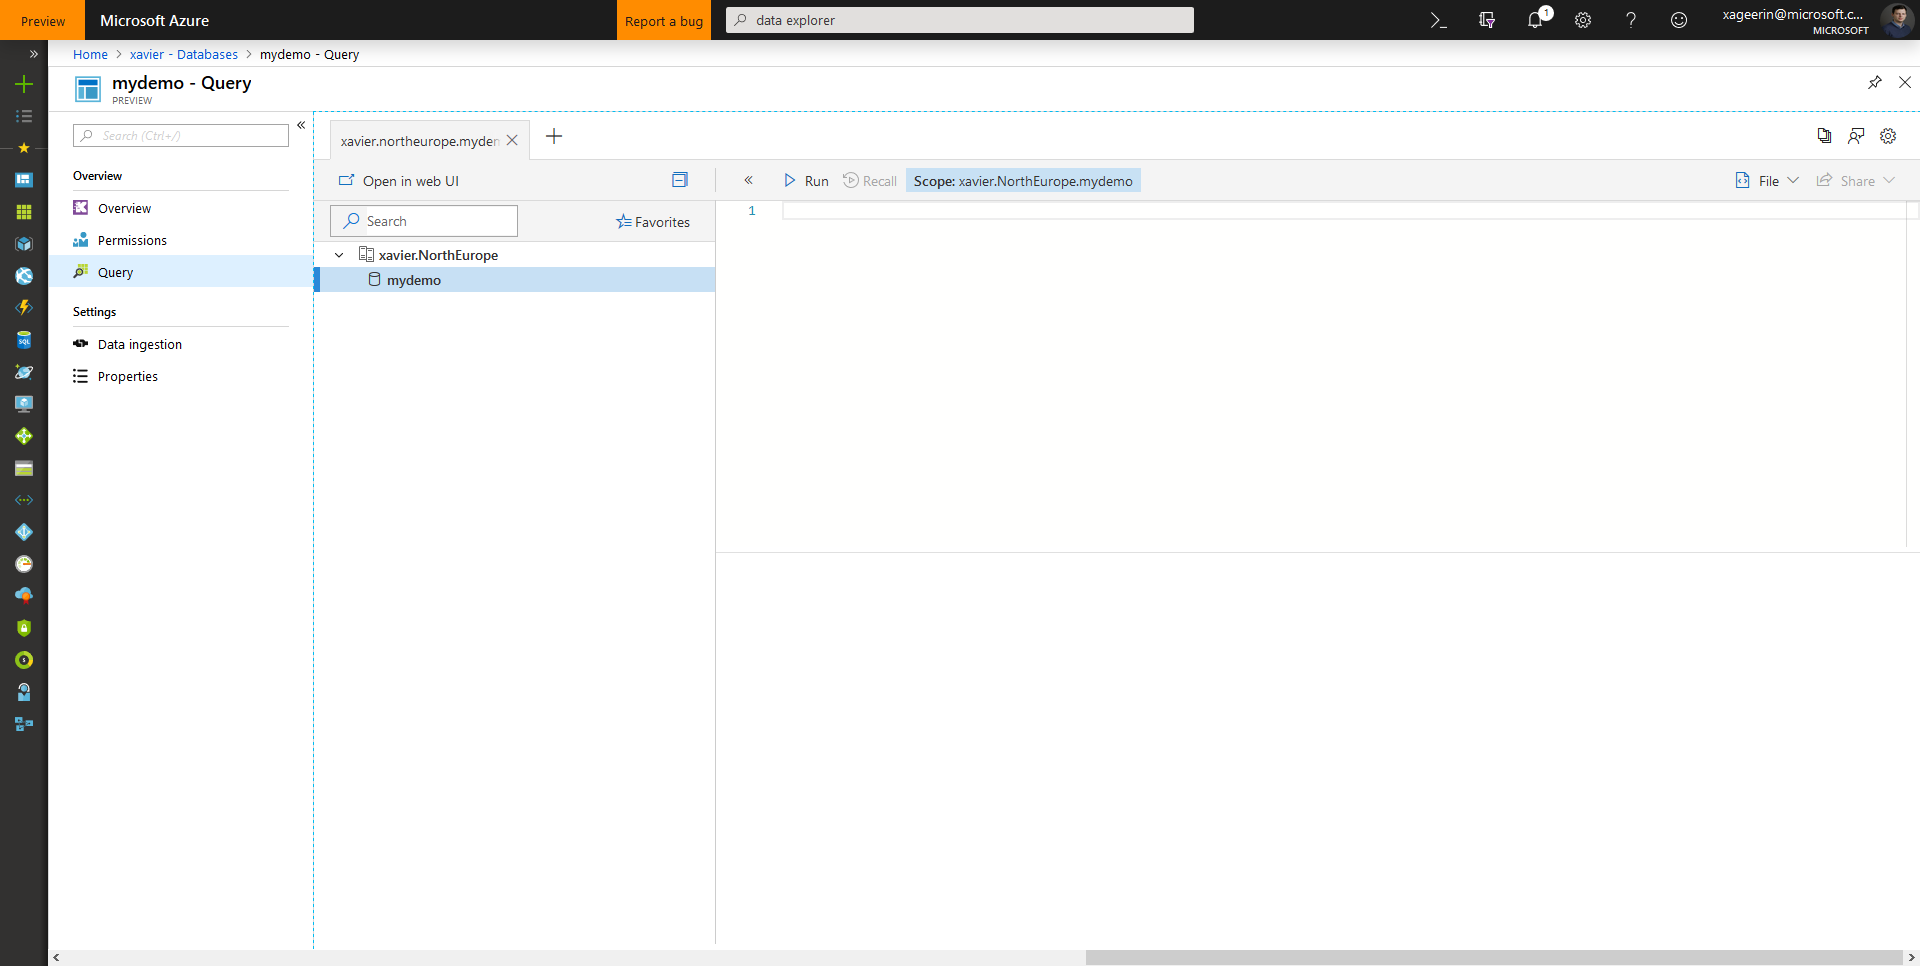 Preview
Microsoft Azure
Report a bug
data explorer
1
xageerin@microsoft.c...
MICROSOFT
Home > xavier - Databases > mydemo - Query
mydemo - Query
PREVIEW
Search (Ctrl+/)
Overview
Overview
Permissions
Query
Settings
Data ingestion
Properties
xavier.northeurope.mydem
Open in web UI
Search
Favorites
xavier.NorthEurope
mydemo
Run
Recall
Scope: xavier.NorthEurope.mydemo
File
Share
1